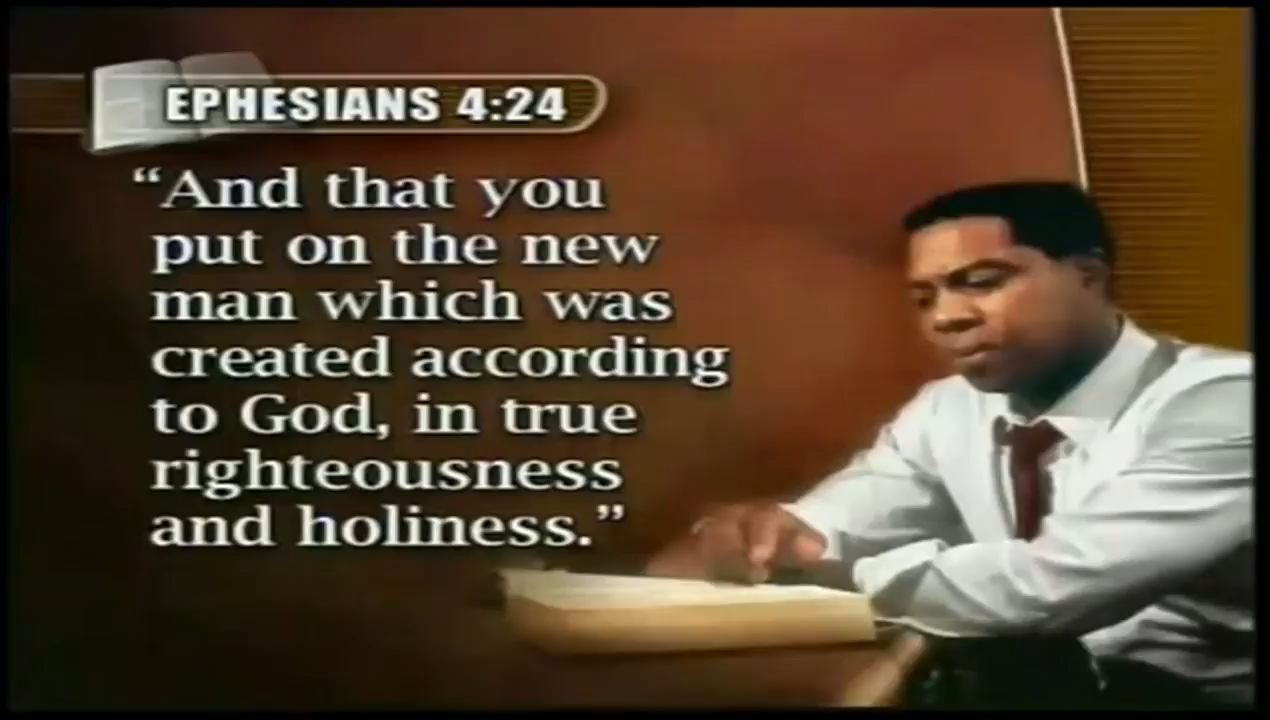 EPHESIANS 4:24
“And that you
put on the new
man which was
created according
to God, in true
righteousness
and holiness.”